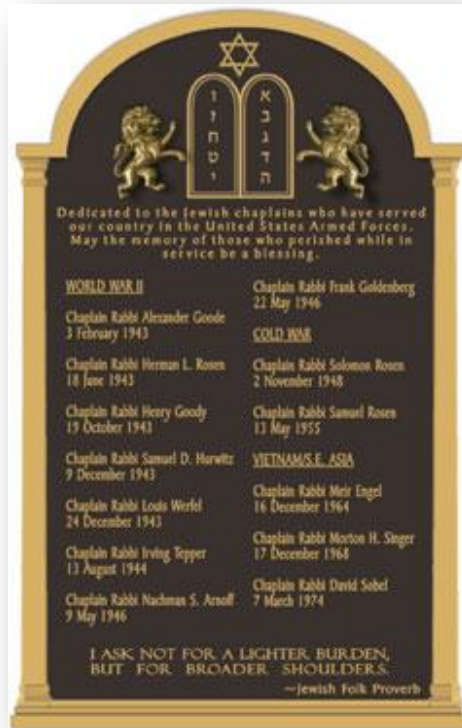 א
ב
ג
ד
ה
ו
ז
ח
ט
י
Dedicated to the Jewish chaplains who have served
our country in the United States Armed Forces.
May the memory of those who perished while in
service be a blessing.
WORLD WAR II
Chaplain Rabbi Alexander Goode
3 February 1943
Chaplain Rabbi Herman L. Rosen
18 June 1943
Chaplain Rabbi Henry Goody
19 October 1943
Chaplain Rabbi Samuel D. Hurwitz
9 December 1943
Chaplain Rabbi Louis Werfel
24 December 1943
Chaplain Rabbi Irving Tepper
13 August 1944
Chaplain Rabbi Nachman S. Arnoff
9 May 1946
Chaplain Rabbi Frank Goldenberg
22 May 1946
COLD WAR
Chaplain Rabbi Solomon Rosen
2 November 1948
Chaplain Rabbi Samuel Rosen
13 May 1955
VIETNAM/S.E. ASIA
Chaplain Rabbi Meir Engel
16 December 1964
Chaplain Rabbi Morton H. Singer
17 December 1968
Chaplain Rabbi David Sobel
7 March 1974
I ASK NOT FOR A LIGHTER BURDEN,
BUT FOR BROADER SHOULDERS.
~Jewish Folk Proverb